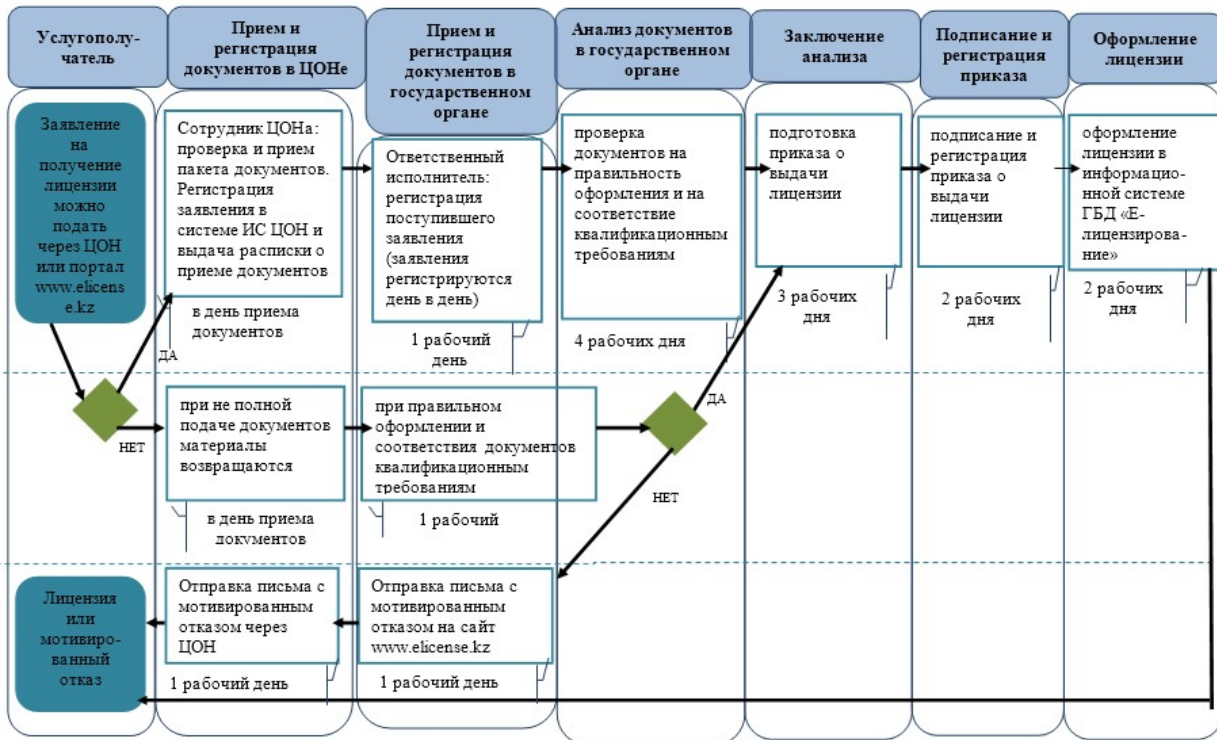 Услугополу-
чатель
Прием и
регистрация
документов в ЦОНе
Прием и
регистрация
документов в
государственном
органе
Анализ документов
в государственном
органе
Заключение
анализа
Подписание и
регистрация
приказа
Оформление
лицензии
Заявление
на
получение
лицензии
можно
подать
через ЦОН
или портал
www.elicens
e.kz
Сотрудник ЦОНа:
проверка и прием
пакета документов.
Регистрация
заявления в
системе ИС ЦОН и
выдача расписки о
приеме документов
Ответственный
исполнитель:
регистрация
поступившего
заявления
(заявления
регистрируются
день в день)
проверка
документов на
правильность
оформления и на
соответствие
квалификационным
требованиям
подготовка
приказа о
выдачи
лицензии
подписание и
регистрация
приказа о
выдачи
лицензии
оформление
лицензии в
информацио-
нной системе
ГБД «Е-
лицензирова-
ние»
в день приема
документов
1 рабочий
день
4 рабочих дня
3 рабочих
дня
2 рабочих
дня
2 рабочих
дня
ДА
НЕТ
при не полной
подаче документов
материалы
возвращаются
при правильном
оформлении и
соответствия документов
квалификационным
требованиям
ДА
НЕТ
в день приема
документов
1 рабочий
Лицензия
или
мотивиро-
ванный
отказ
Отправка письма с
мотивированным
отказом через
ЦОН
Отправка письма с
мотивированным
отказом на сайт
www.elicense.kz
1 рабочий день
1 рабочий день